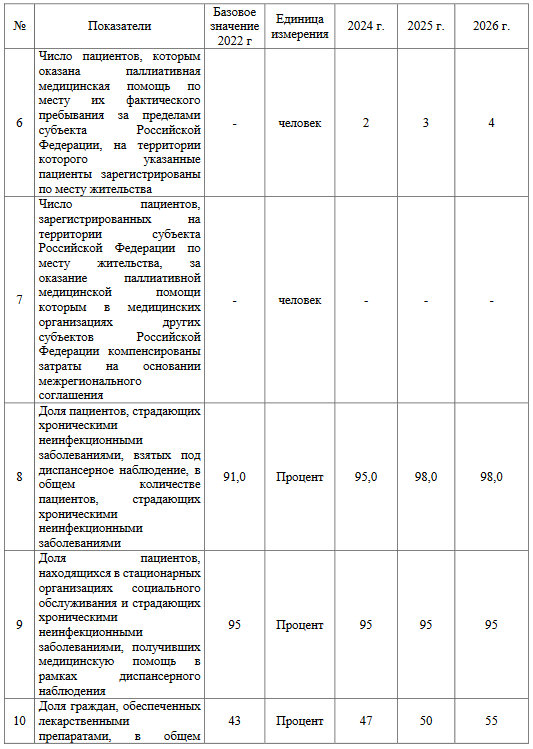 №
Показатели
Базовое
значение
2022 г
Единица
измерения
2024 г.
2025 г.
2026 г.
6
Число пациентов, которым
оказана паллиативная
медицинская помощь по
месту их фактического
пребывания за пределами
субъекта Российской
Федерации, на территории
которого указанные
пациенты зарегистрированы
по месту жительства
-
человек
2
3
4
7
Число пациентов,
зарегистрированных на
территории субъекта
Российской Федерации по
месту жительства, за
оказание паллиативной
медицинской помощи
которым в медицинских
организациях других
субъектов Российской
Федерации компенсированы
затраты на основании
межрегионального
соглашения
-
человек
-
-
-
8
Доля пациентов, страдающих
хроническими
неинфекционными
заболеваниями, взятых под
диспансерное наблюдение, в
общем количестве
пациентов, страдающих
хроническими
неинфекционными
заболеваниями
91,0
Процент
95,0
98,0
98,0
9
Доля пациентов,
находящихся в стационарных
организациях социального
обслуживания и страдающих
хроническими
неинфекционными
заболеваниями, получивших
медицинскую помощь в
рамках диспансерного
наблюдения
95
Процент
95
95
95
10
Доля граждан, обеспеченных
лекарственными
препаратами, в общем
43
Процент
47
50
55